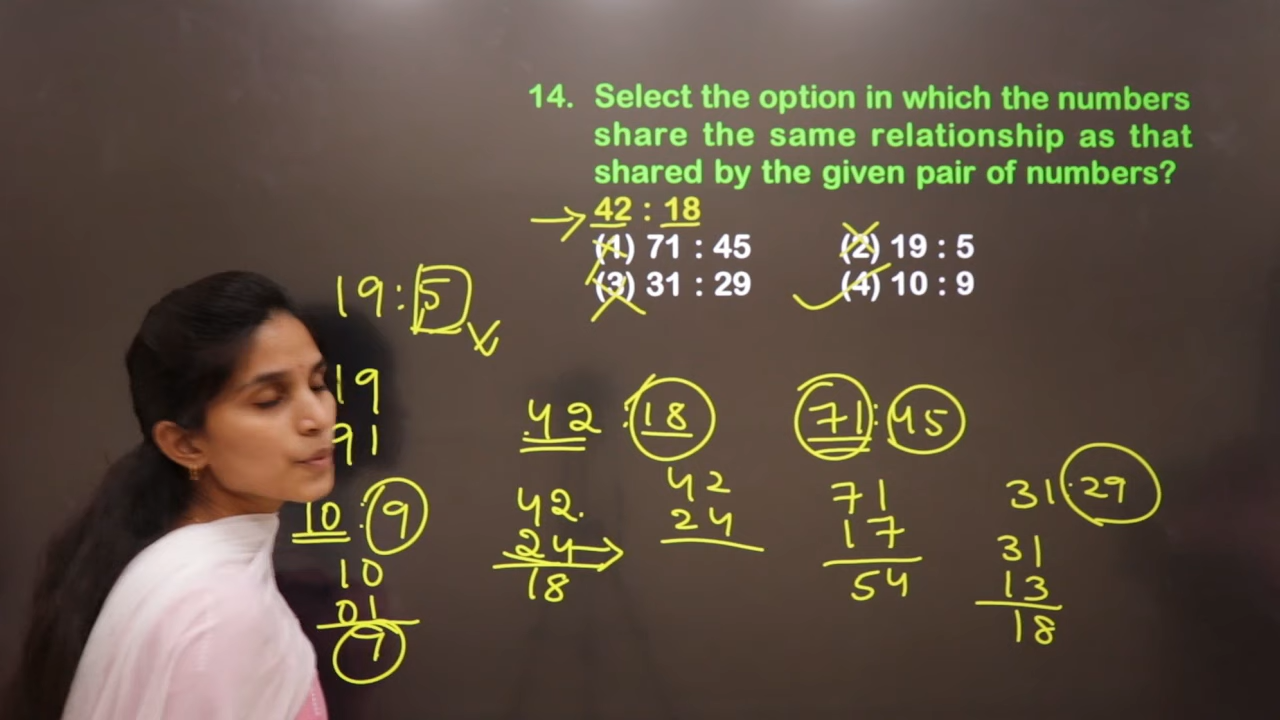 14. Select the option in which the numbers
share the same relationship as that
shared by the given pair of numbers?
42 : 18
(1) 71 : 45 (2) 19 : 5
(3) 31 : 29 (4) 10 : 9
19 : 5
19
91
10 : 9
10
01
9
42 : 18
42.
24
18
42
24
71 : 45
71
17
54
31 : 29
31
13
18